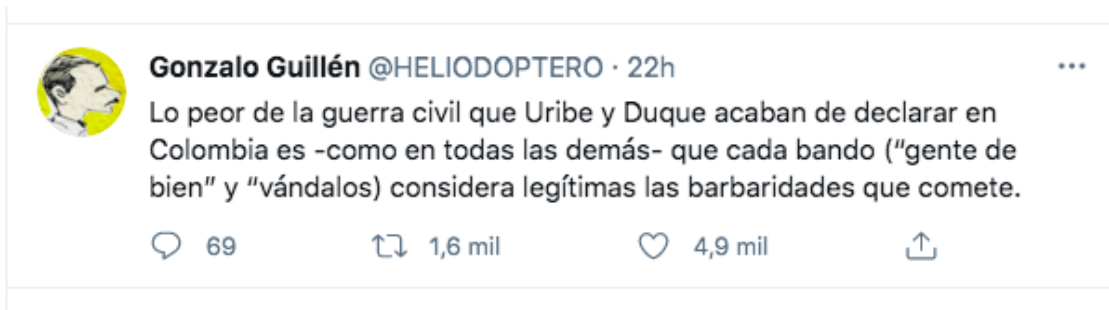 Gonzalo Guillén @HELIODOPTERO · 22h
Lo peor de la guerra civil que Uribe y Duque acaban de declarar en
Colombia es -como en todas las demás- que cada bando (“gente de
bien” y “vándalos) considera legítimas las barbaridades que comete.
69 1,6 mil 4,9 mil